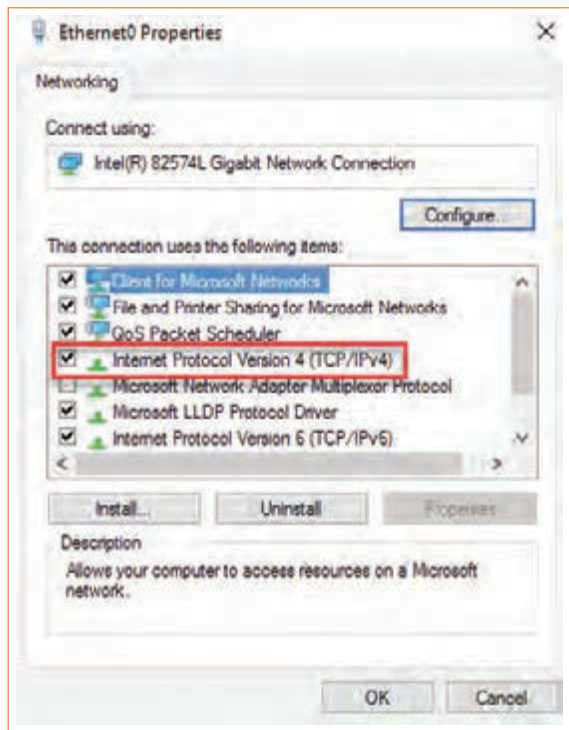 Ethernet0 Properties
Networking
Connect using:
Intel(R) 82574L Gigabit Network Connection
Configure...
This connection uses the following items:
Client for Microsoft Networks
File and Printer Sharing for Microsoft Networks
QoS Packet Scheduler
Internet Protocol Version 4 (TCP/IPv4)
Microsoft Network Adapter Multiplexor Protocol
Microsoft LLDP Protocol Driver
Internet Protocol Version 6 (TCP/IPv6)
Install...
Uninstall
Properties
Description
Allows your computer to access resources on a Microsoft
network.
OK
Cancel